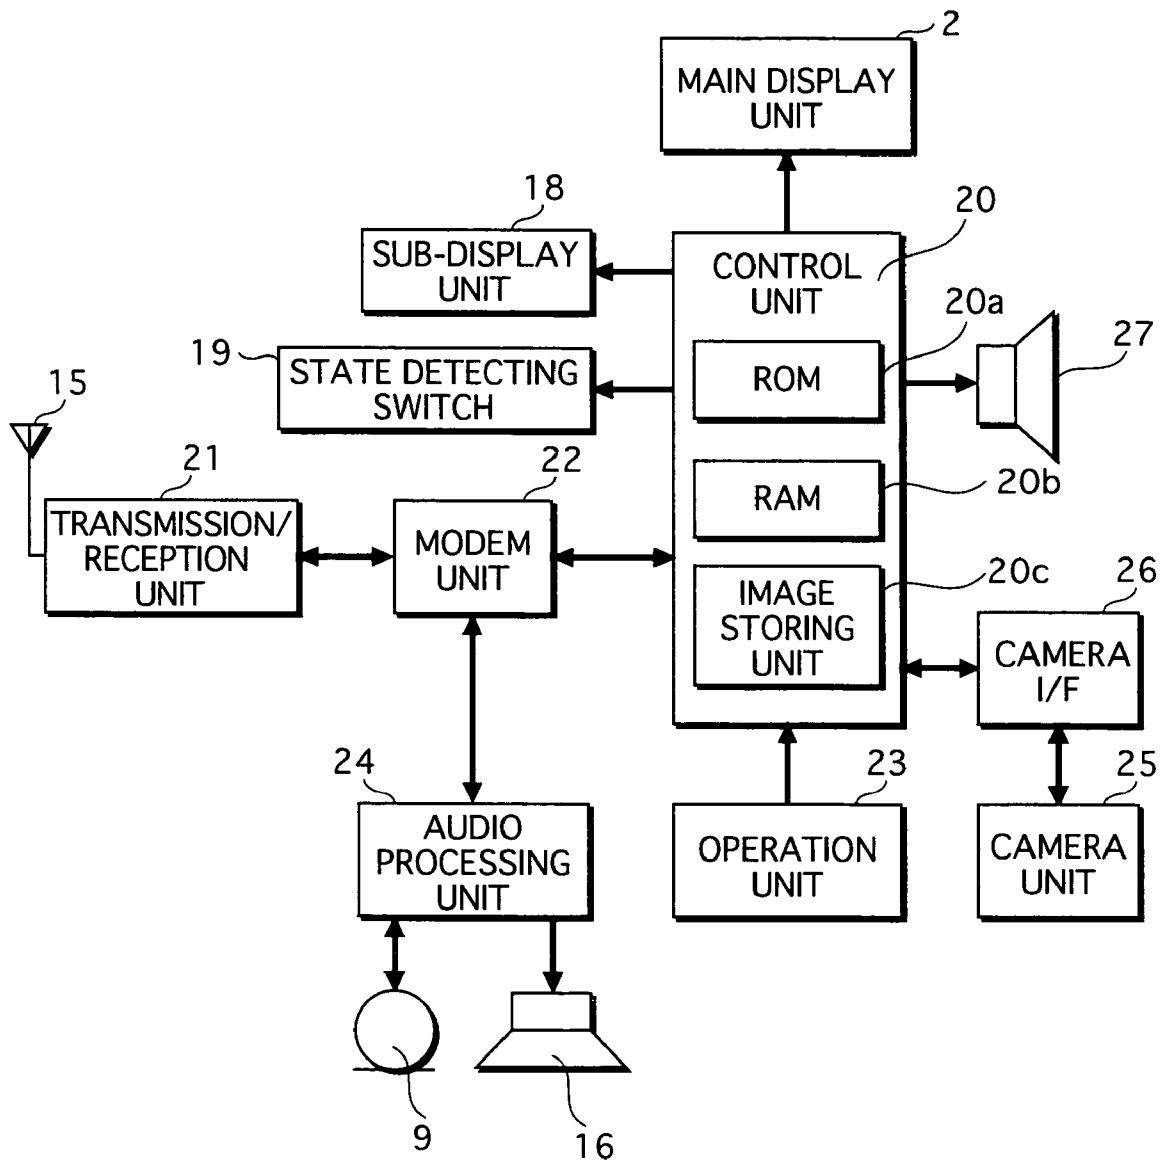 2
MAIN DISPLAY
UNIT
18
SUB-DISPLAY
UNIT
20
CONTROL
UNIT
20a
ROM
27
19
STATE DETECTING
SWITCH
15
21
TRANSMISSION/
RECEPTION
UNIT
22
MODEM
UNIT
RAM
20b
IMAGE
STORING
UNIT
20c
26
CAMERA
I/F
24
AUDIO
PROCESSING
UNIT
23
OPERATION
UNIT
25
CAMERA
UNIT
9
16